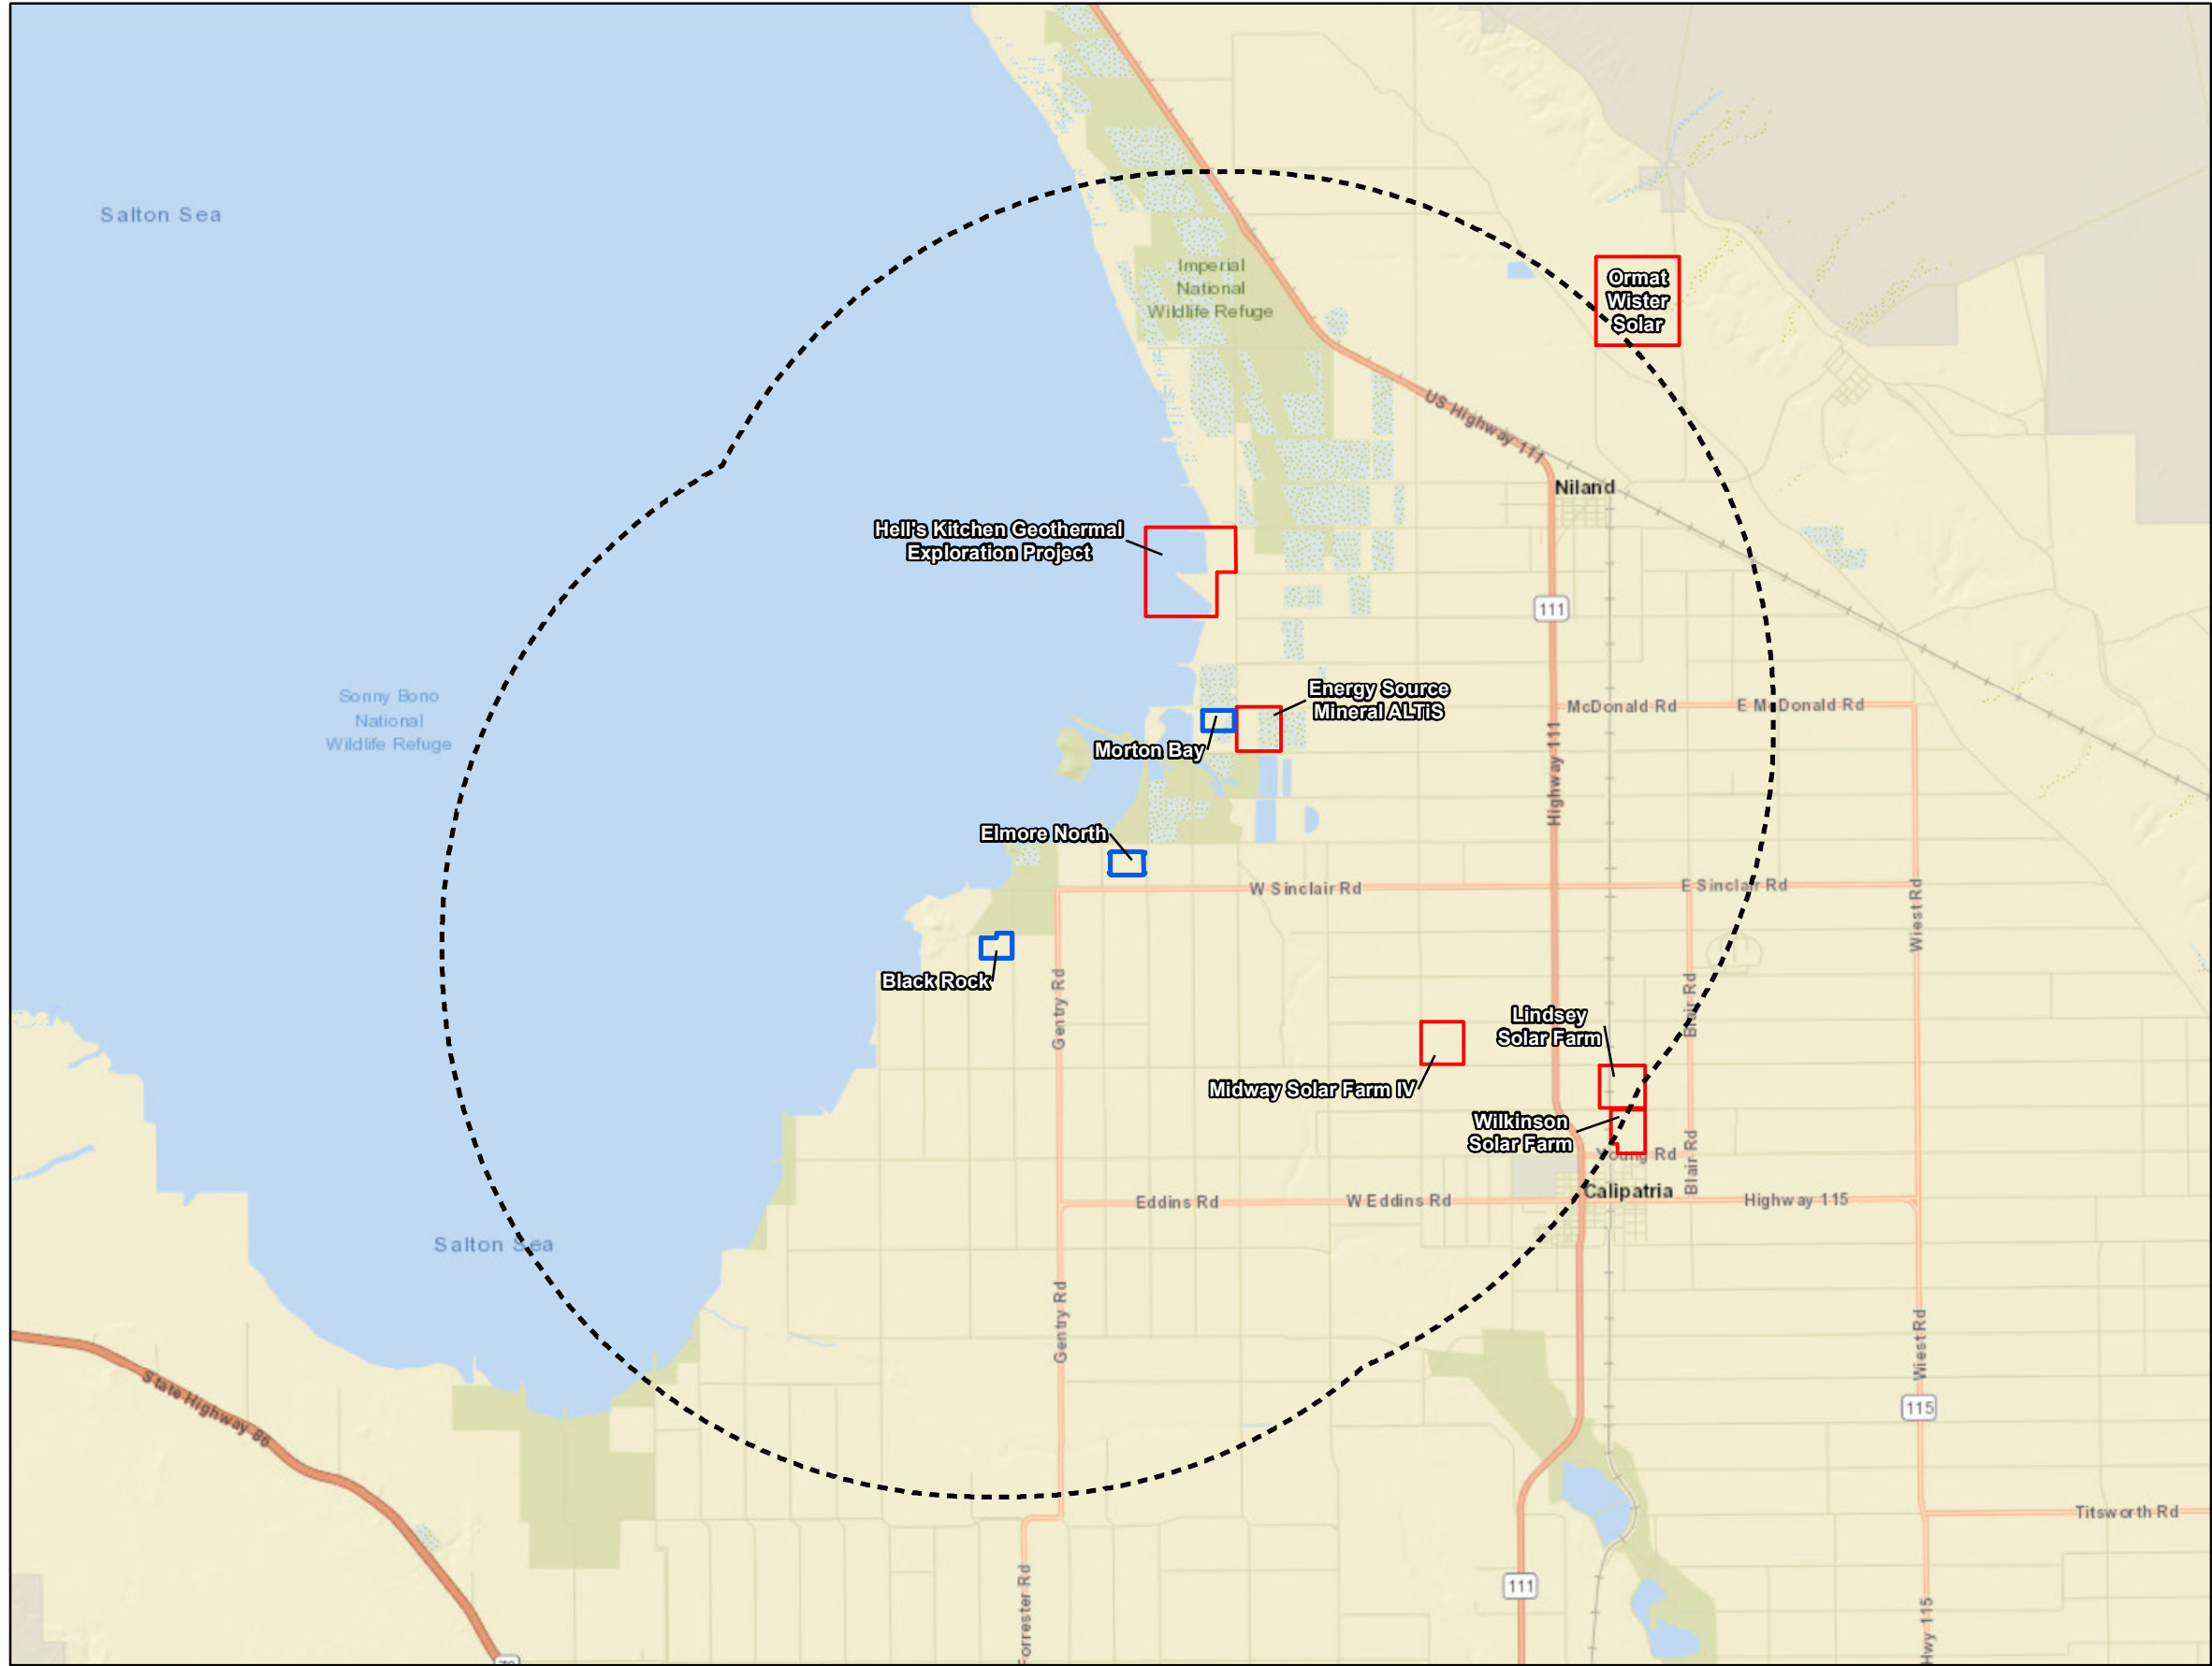 Salton Sea
Imperial
National
Wildlife Refuge
Ormat
Wister
Solar
US Highway 111
Niland
Hell's Kitchen Geothermal
Exploration Project
111
Sonny Bono
National
Wildlife Refuge
Energy Source
Mineral ALTiS
McDonald Rd
E McDonald Rd
Morton Bay
Highway 111
Elmore North
W Sinclair Rd
E Sinclair Rd
Wiest Rd
Black Rock
Gentry Rd
Blair Rd
Lindsey
Solar Farm
Midway Solar Farm IV
Wilkinson
Solar Farm
Young Rd
Blair Rd
Calipatria
Eddins Rd
W Eddins Rd
Highway 115
Salton Sea
Gentry Rd
Wiest Rd
State Highway 86
115
Titsworth Rd
111
Forrester Rd
Hwy 115